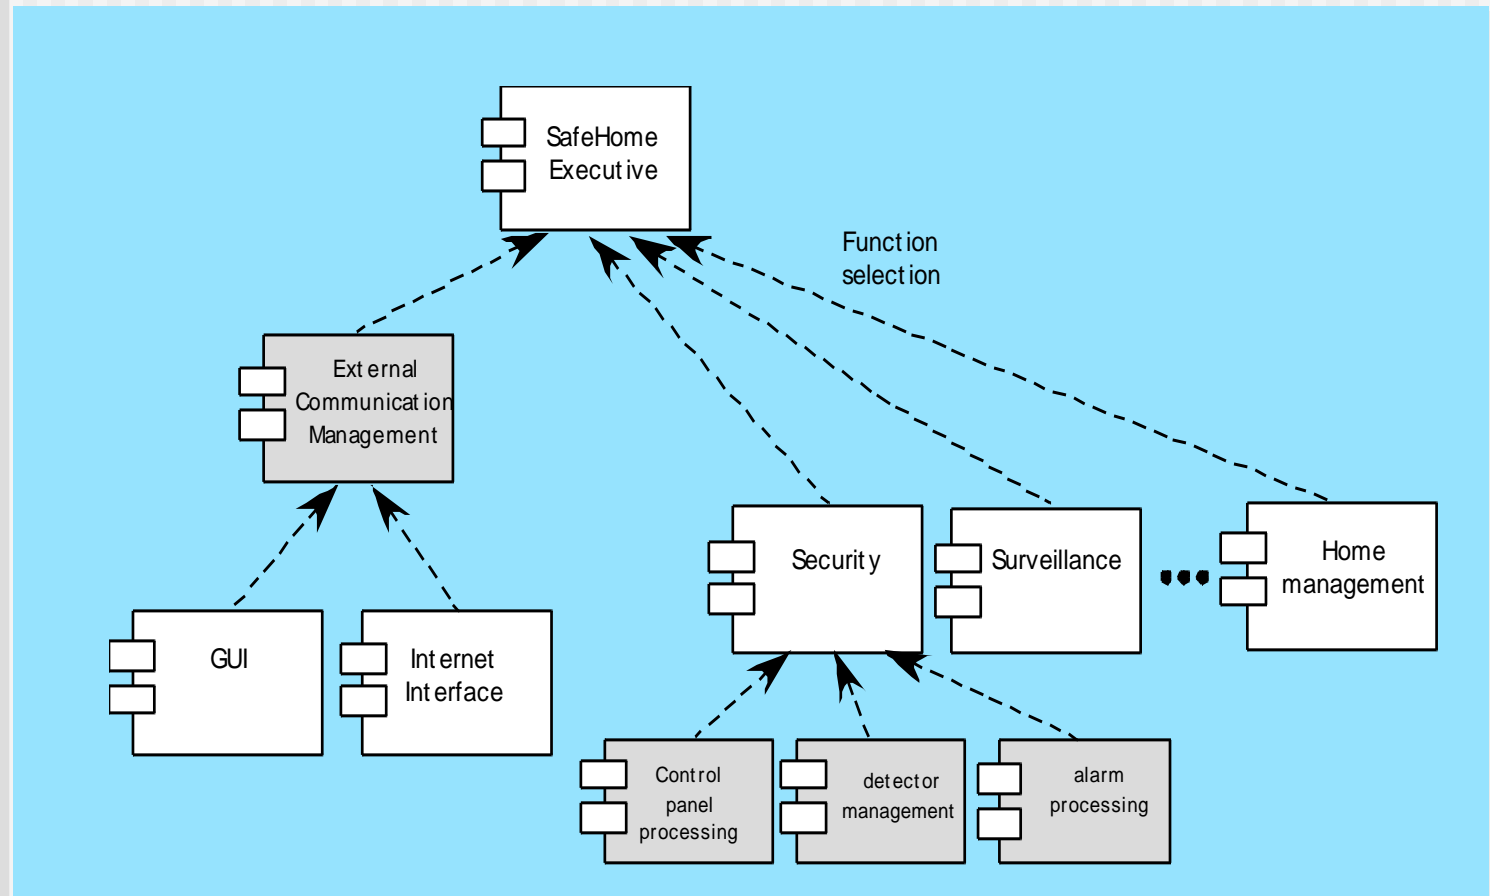 SafeHome
Executive
Function
selection
External
Communication
Management
Security
Surveillance
Home
management
GUI
Internet
Interface
Control
panel
processing
detector
management
alarm
processing